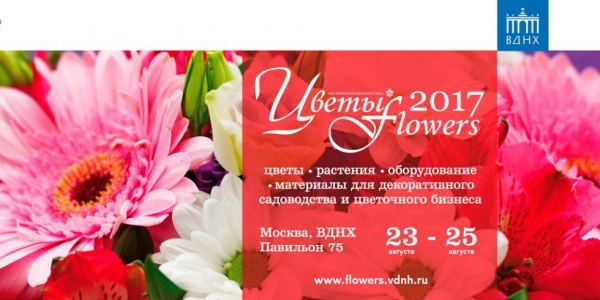 ВДНХ
Цветы 2017
flowers
цветы • растения • оборудование
• материалы для декоративного
садоводства и цветочного бизнеса
Москва, ВДНХ
Павильон 75
23 - 25
августа августа
www.flowers.vdnh.ru